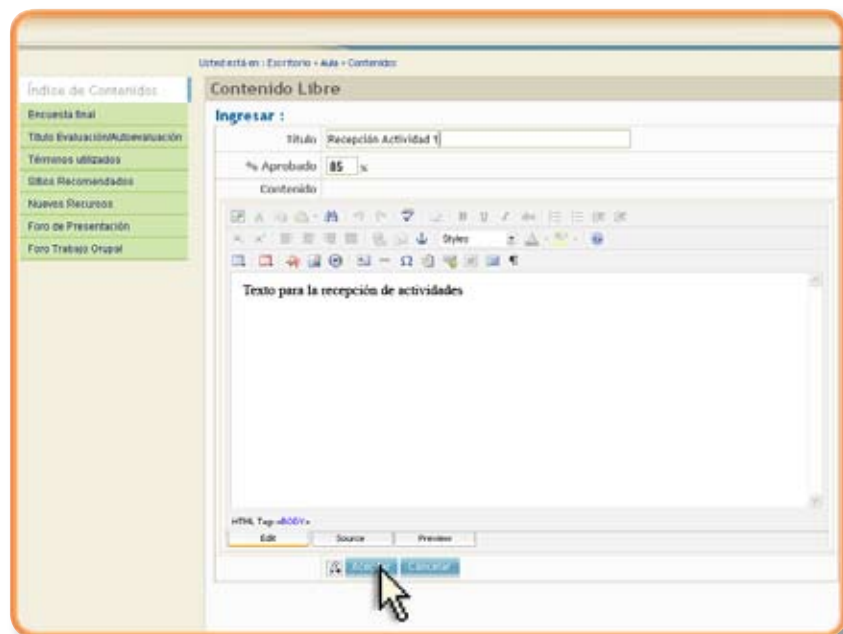 Usted está en : Escritorio » Aula » Contenidos
Índice de Contenidos
Encuesta final
Título Evaluación/Autoevaluación
Términos utilizados
Sitios Recomendados
Nuevos Recursos
Foro de Presentación
Foro Trabajo Grupal
Contenido Libre
Ingresar :
Título Recepción Actividad 1
% Aprobado 85 %
Contenido
Styles
Texto para la recepción de actividades
HTML Tag: <BODY>
Edit Source Preview
Aceptar Cancelar